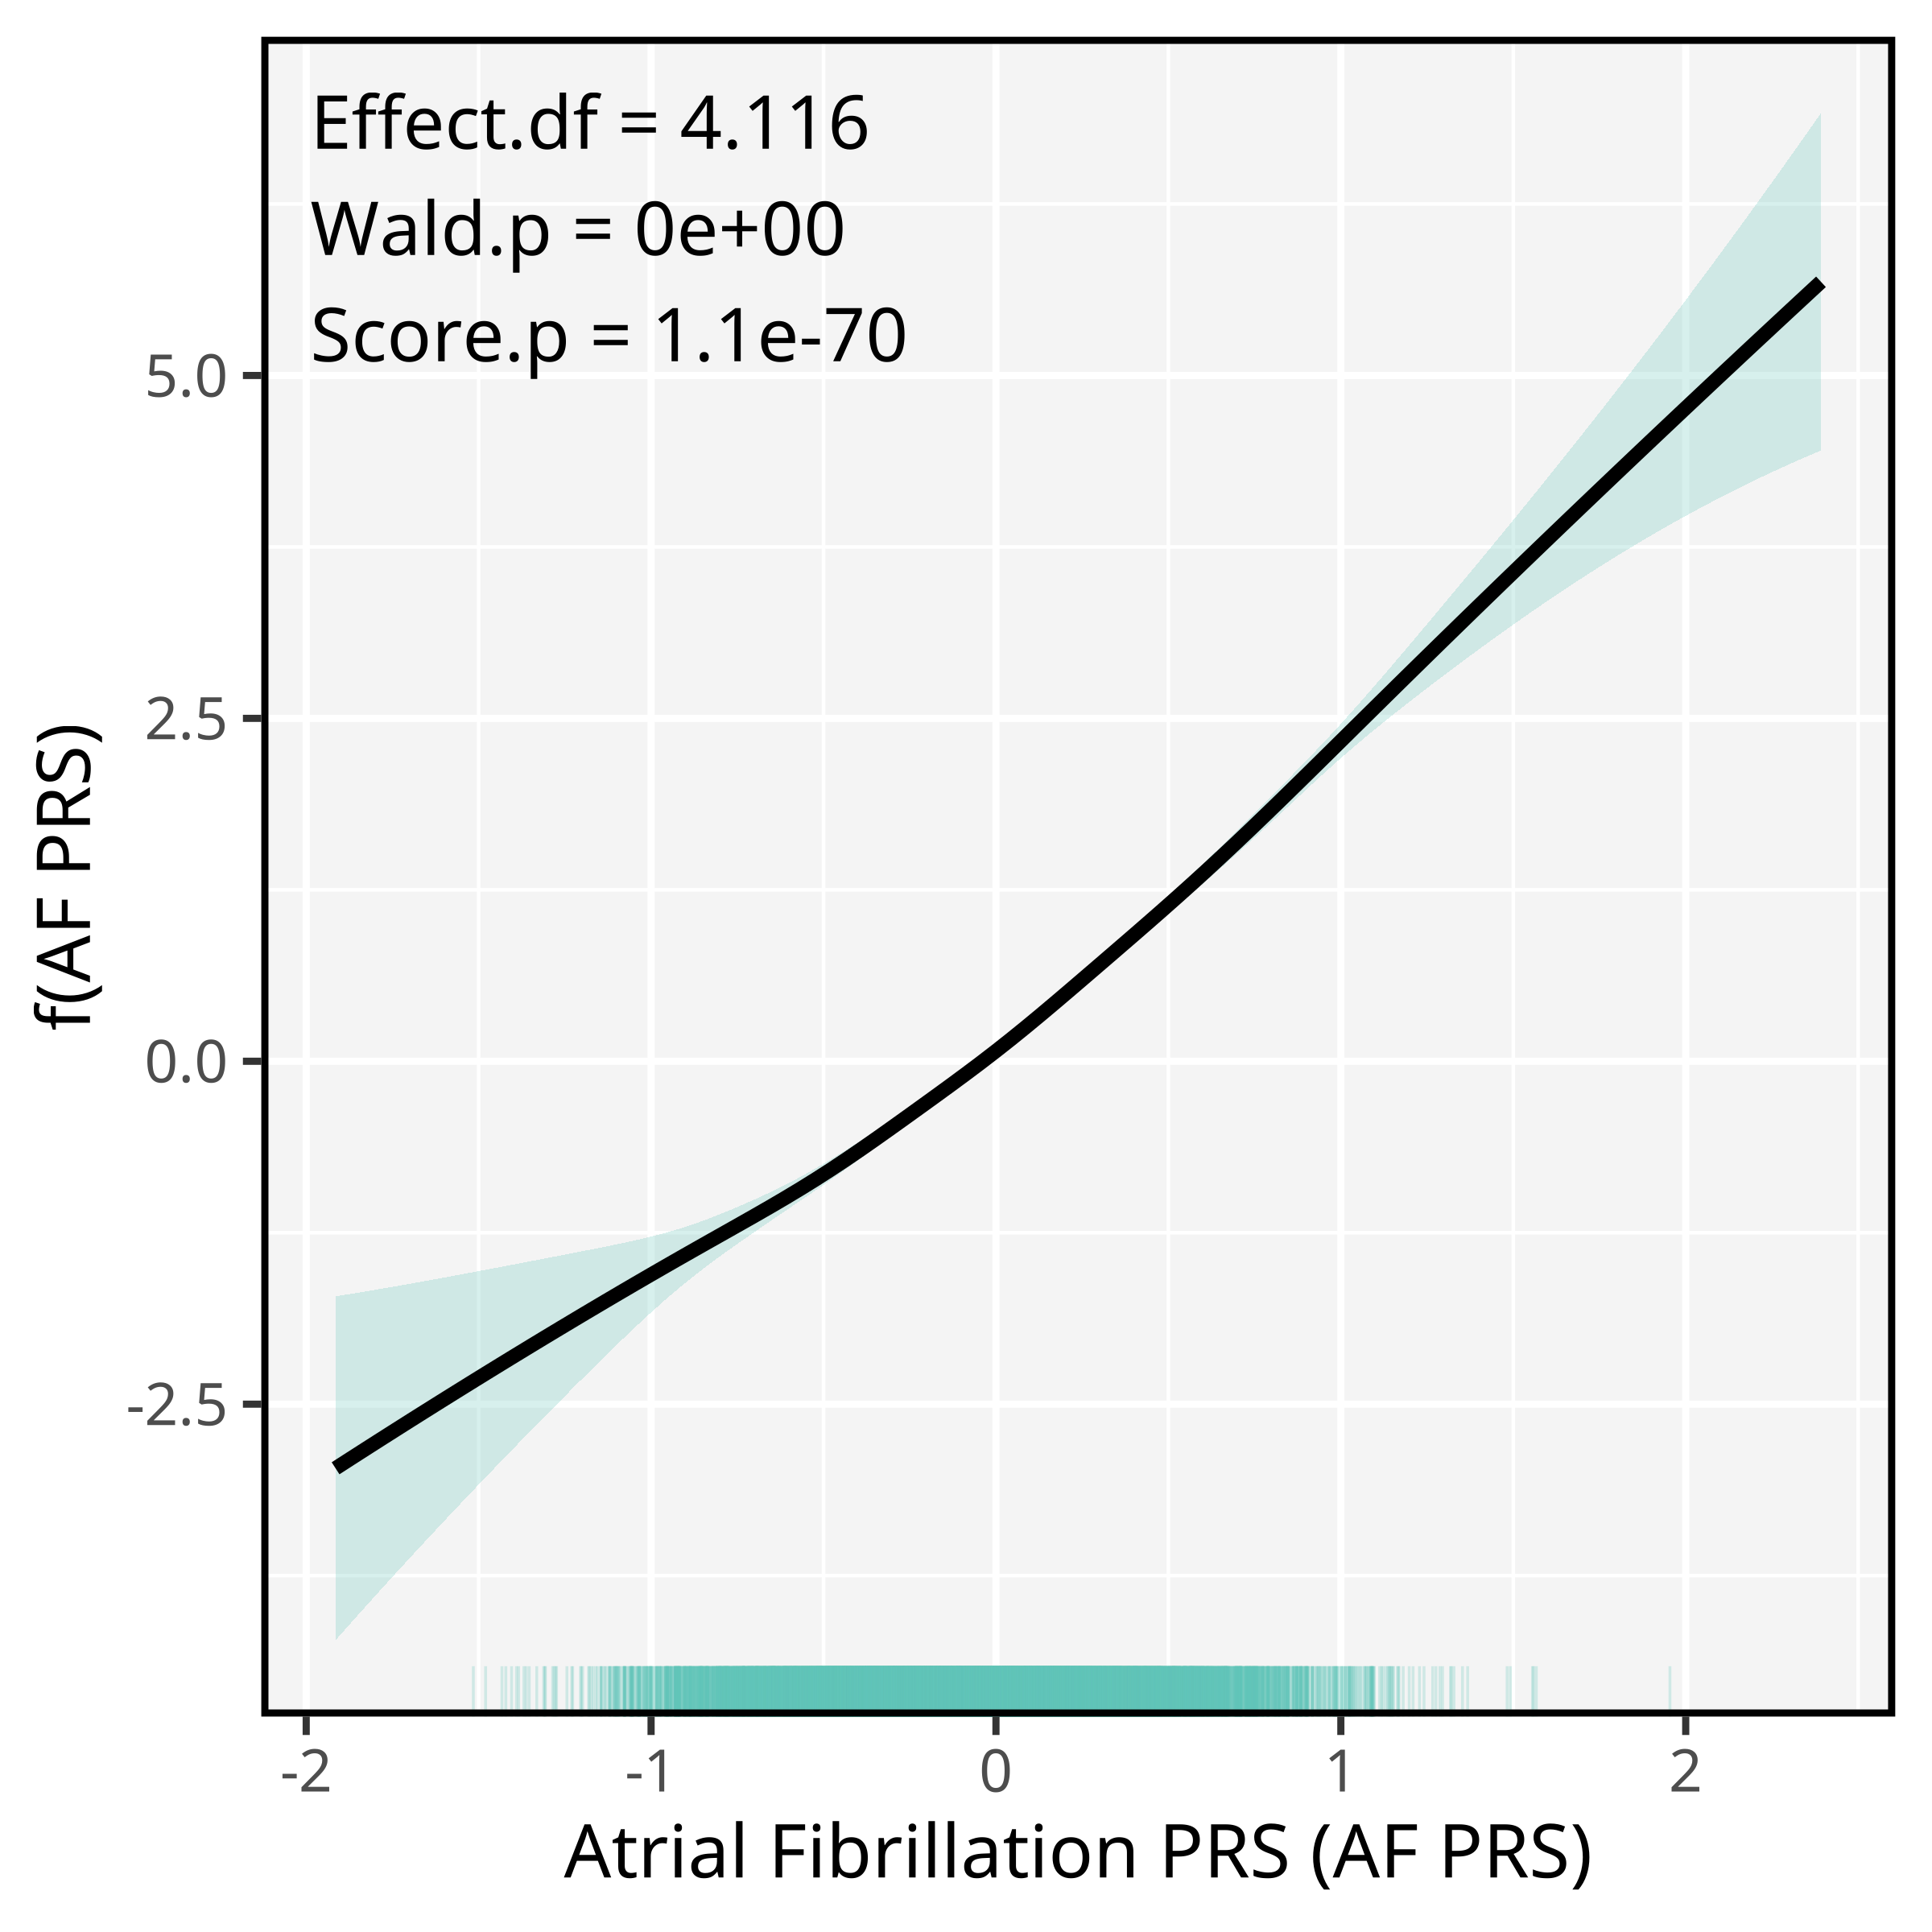 Effect.df = 4.116
Wald.p = 0e+00
Score.p = 1.1e-70
5.0
2.5
0.0
-2.5
f(AF PRS)
-2 -1 0 1 2
Atrial Fibrillation PRS (AF PRS)